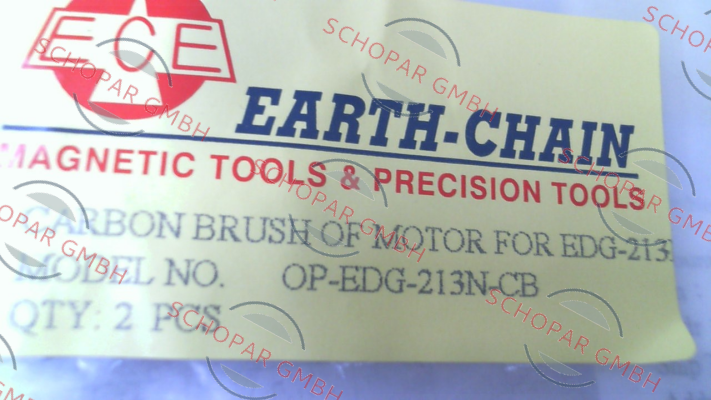 ECE
EARTH-CHAIN
MAGNETIC TOOLS & PRECISION TOOLS
CARBON BRUSH OF MOTOR FOR EDG-213
MODEL NO. OP-EDG-213N-CB
QTY: 2 PCS
SCHOPAR GMBH
SCHOPAR GMBH
SCHOPAR GMBH
SCHOPAR GMBH
SCHOPAR GMBH
SCHOPAR GMBH
SCHOPAR GMBH
SCHOPAR GMBH